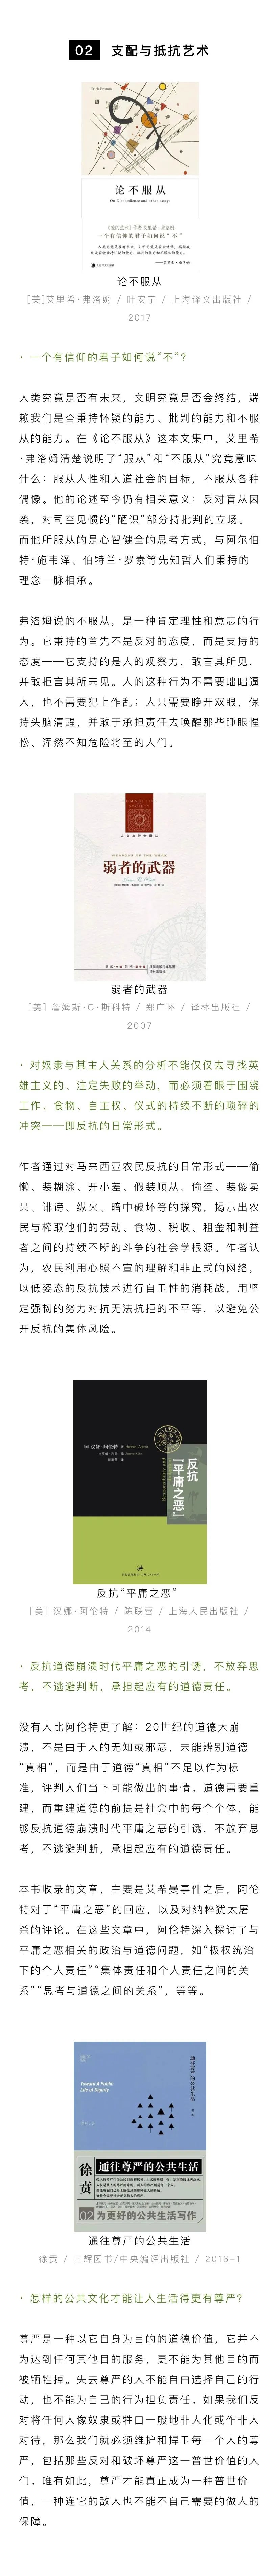 02 支配与抵抗艺术
Erich Fromm
论不服从
On Disobedience and other essays
一个有信仰的君子如何说“不”
论不服从
[美]艾里希·弗洛姆 / 叶安宁 / 上海译文出版社 /
2017
· 一个有信仰的君子如何说“不”?
人类究竟是否有未来，文明究竟是否会终结，端
赖我们是否秉持怀疑的能力、批判的能力和不服
从的能力。在《论不服从》这本文集中，艾里希
·弗洛姆清楚说明了“服从”和“不服从”究竟意味
什么：服从人性和人道社会的目标，不服从各种
偶像。他的论述至今仍有相关意义：反对盲从因
袭，对司空见惯的“陋识”部分持批判的立场。
而他所服从的是心智健全的思考方式，与阿尔伯
特·施韦泽、伯特兰·罗素等先知哲人们秉持的
理念一脉相承。
弗洛姆说的不服从，是一种肯定理性和意志的行
为。它秉持的首先不是反对的态度，而是支持的
态度——它支持的是人的观察力，敢言其所见，
并敢拒言其所未见。人的这种行为不需要咄咄逼
人，也不需要犯上作乱；人只需要睁开双眼，保
持头脑清醒，并敢于承担责任去唤醒那些睡眼惺
忪、浑然不知危险将至的人们。
人文与社会译丛
WEAPONS OF THE WEAK
弱者的武器
弱者的武器
[美] 詹姆斯·C·斯科特 / 郑广怀 / 译林出版社 /
2007
· 对奴隶与其主人关系的分析不能仅仅去寻找英
雄主义的、注定失败的举动，而必须着眼于围绕
工作、食物、自主权、仪式的持续不断的琐碎的
冲突——即反抗的日常形式。
作者通过对马来西亚农民反抗的日常形式——偷
懒、装糊涂、开小差、假装顺从、偷盗、装傻卖
呆、诽谤、纵火、暗中破坏等的探究，揭示出农
民与榨取他们的劳动、食物、税收、租金和利益
者之间的持续不断的斗争的社会学根源。作者认
为，农民利用心照不宣的理解和非正式的网络，
以低姿态的反抗技术进行自卫性的消耗战，用坚
定强韧的努力对抗无法抗拒的不平等，以避免公
开反抗的集体风险。
[美] 汉娜·阿伦特 著 Hannah Arendt
反抗
『平庸之恶』
反抗“平庸之恶”
[美] 汉娜·阿伦特 / 陈联营 / 上海人民出版社 /
2014
· 反抗道德崩溃时代平庸之恶的引诱，不放弃思
考，不逃避判断，承担起应有的道德责任。
没有人比阿伦特更了解：20世纪的道德大崩
溃，不是由于人的无知或邪恶，未能辨别道德
“真相”，而是由于道德“真相”不足以作为标
准，评判人们当下可能做出的事情。道德需要重
建，而重建道德的前提是社会中的每个个体，能
够反抗道德崩溃时代平庸之恶的引诱，不放弃思
考，不逃避判断，承担起应有的道德责任。
本书收录的文章，主要是艾希曼事件之后，阿伦
特对于“平庸之恶”的回应，以及对纳粹犹太屠
杀的评论。在这些文章中，阿伦特深入探讨了与
平庸之恶相关的政治与道德问题，如“极权统治
下的个人责任”“集体责任和个人责任之间的关
系”“思考与道德之间的关系”，等等。
Toward A Public
Life of Dignity
通往尊严的公共生活
徐贲 通往尊严的公共生活
02 为更好的公共生活写作
通往尊严的公共生活
徐贲 / 三辉图书/中央编译出版社 / 2016-1
· 怎样的公共文化才能让人生活得更有尊严?
尊严是一种以它自身为目的的道德价值，它并不
为达到任何其他目的服务，更不能为其他目的而
被牺牲掉。失去尊严的人不能自由选择自己的行
动，也不能为自己的行为担负责任。如果我们反
对将任何人像奴隶或牲口一般地非人化或作非人
对待，那么我们就必须维护和捍卫每一个人的尊
严，包括那些反对和破坏尊严这一普世价值的人
们。唯有如此，尊严才能真正成为一种普世价
值，一种连它的敌人也不能不自己需要的做人的
保障。